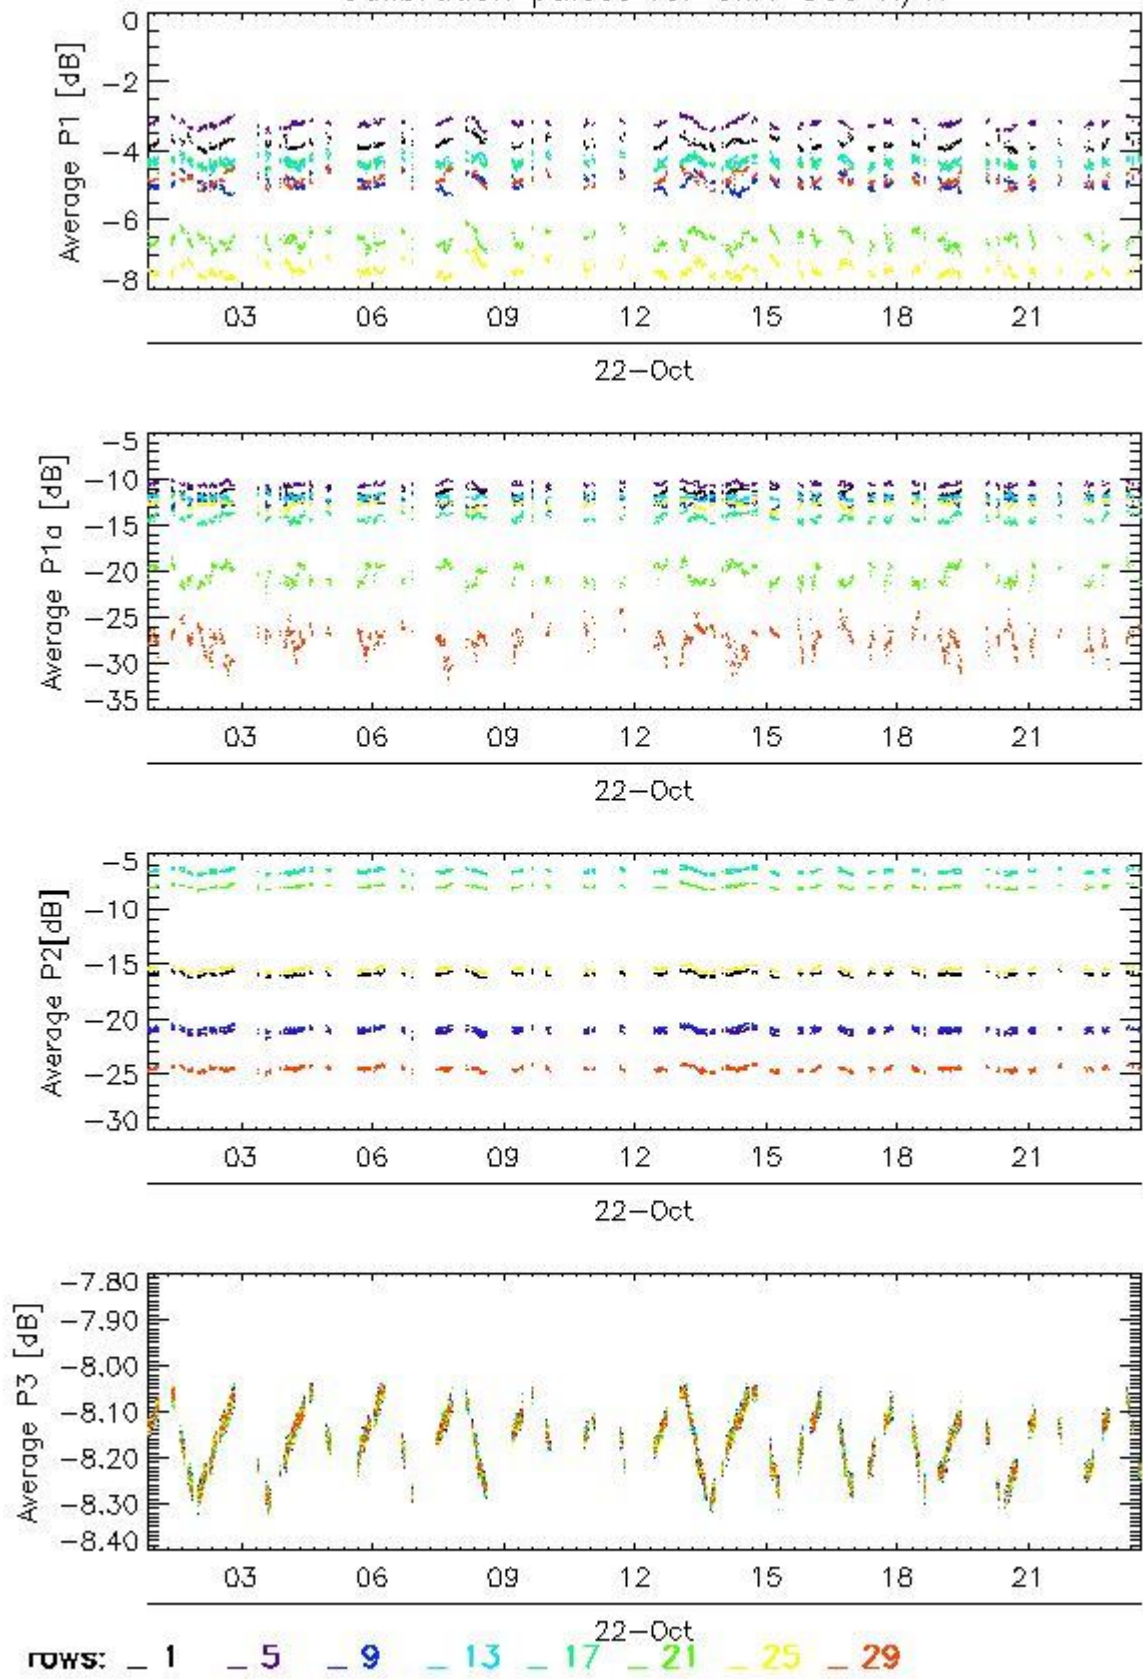 0
-2
-4
-6
-8
Average P1 [dB]
03 06 09 12 15 18 21
22-Oct
-5
-10
-15
-20
-25
-30
-35
Average P1a [dB]
03 06 09 12 15 18 21
22-Oct
-5
-10
-15
-20
-25
-30
Average P2[dB]
03 06 09 12 15 18 21
22-Oct
-7.80
-7.90
-8.00
-8.10
-8.20
-8.30
-8.40
Average P3 [dB]
03 06 09 12 15 18 21
22-Oct
rows: _ 1 _ 5 _ 9 _ 13 _ 17 _ 21 _ 25 _ 29